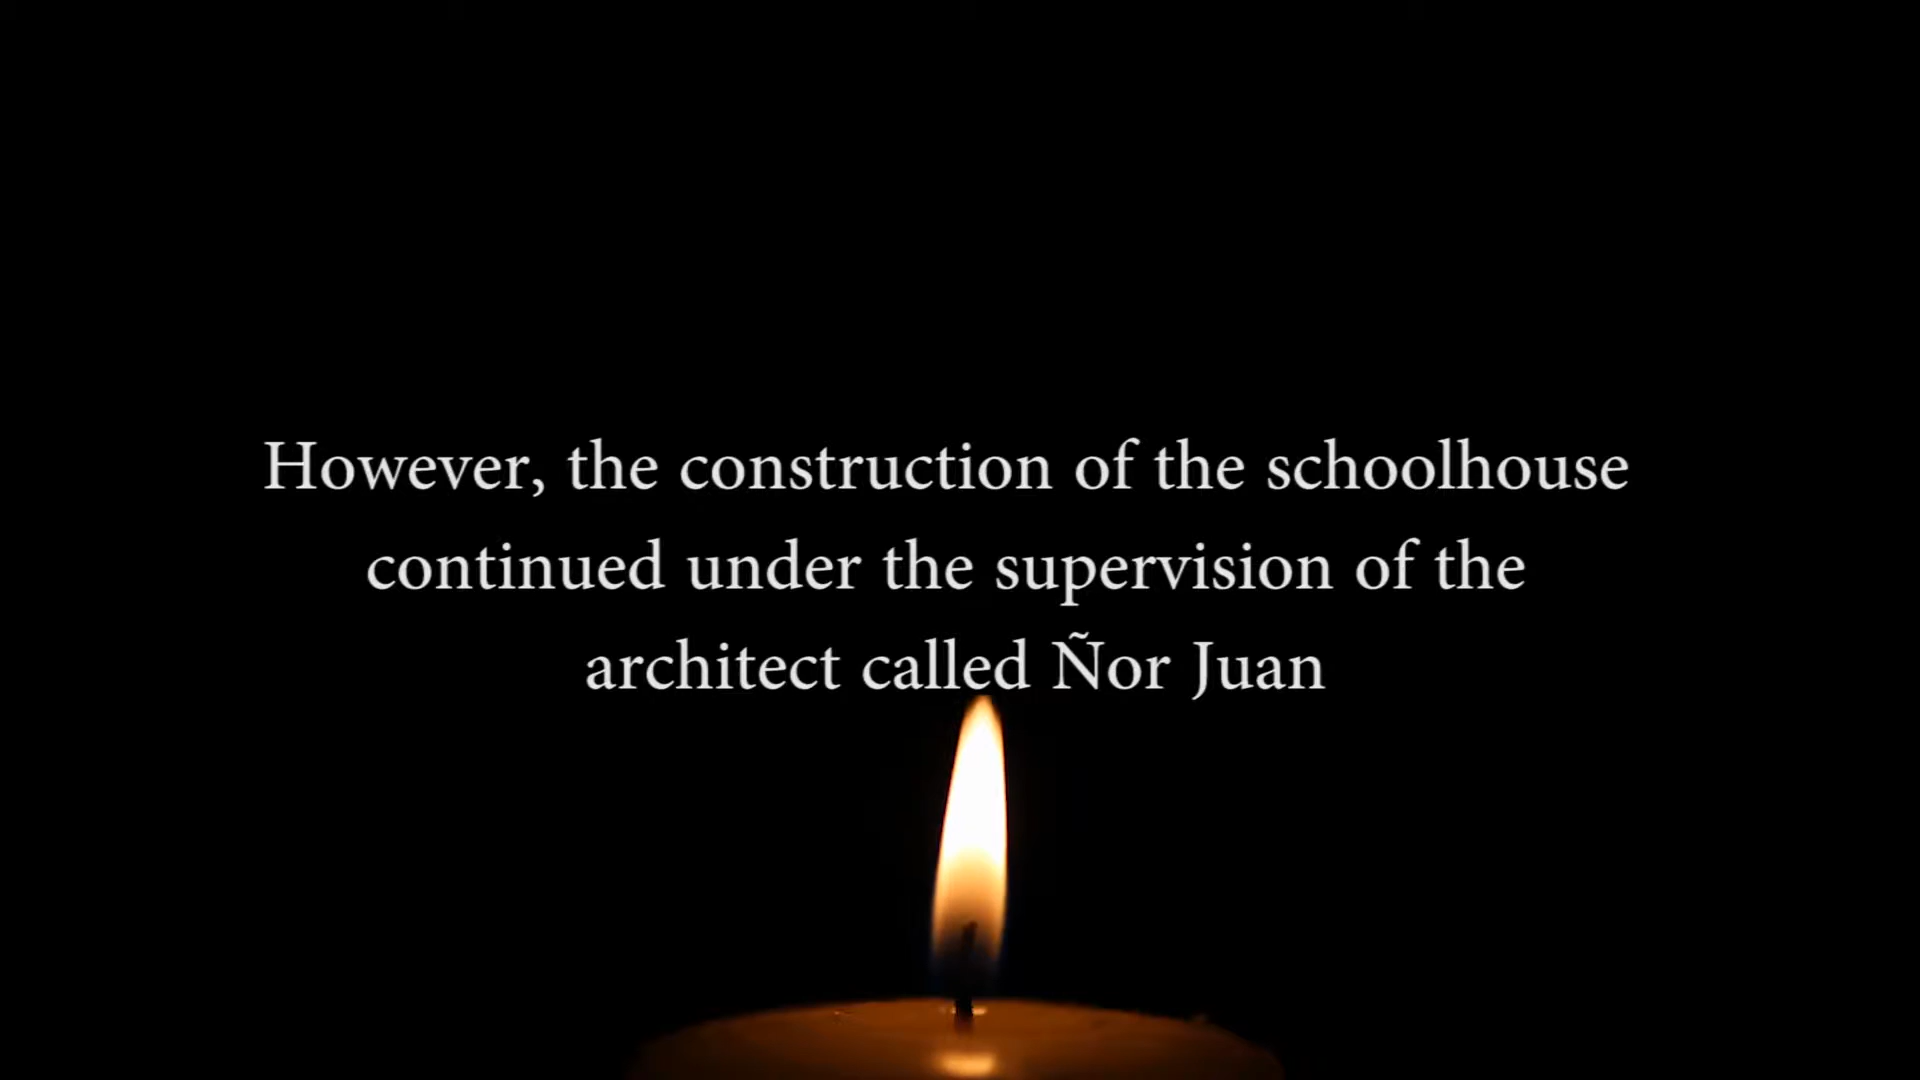 However, the construction of the schoolhouse
continued under the supervision of the
architect called Ñor Juan